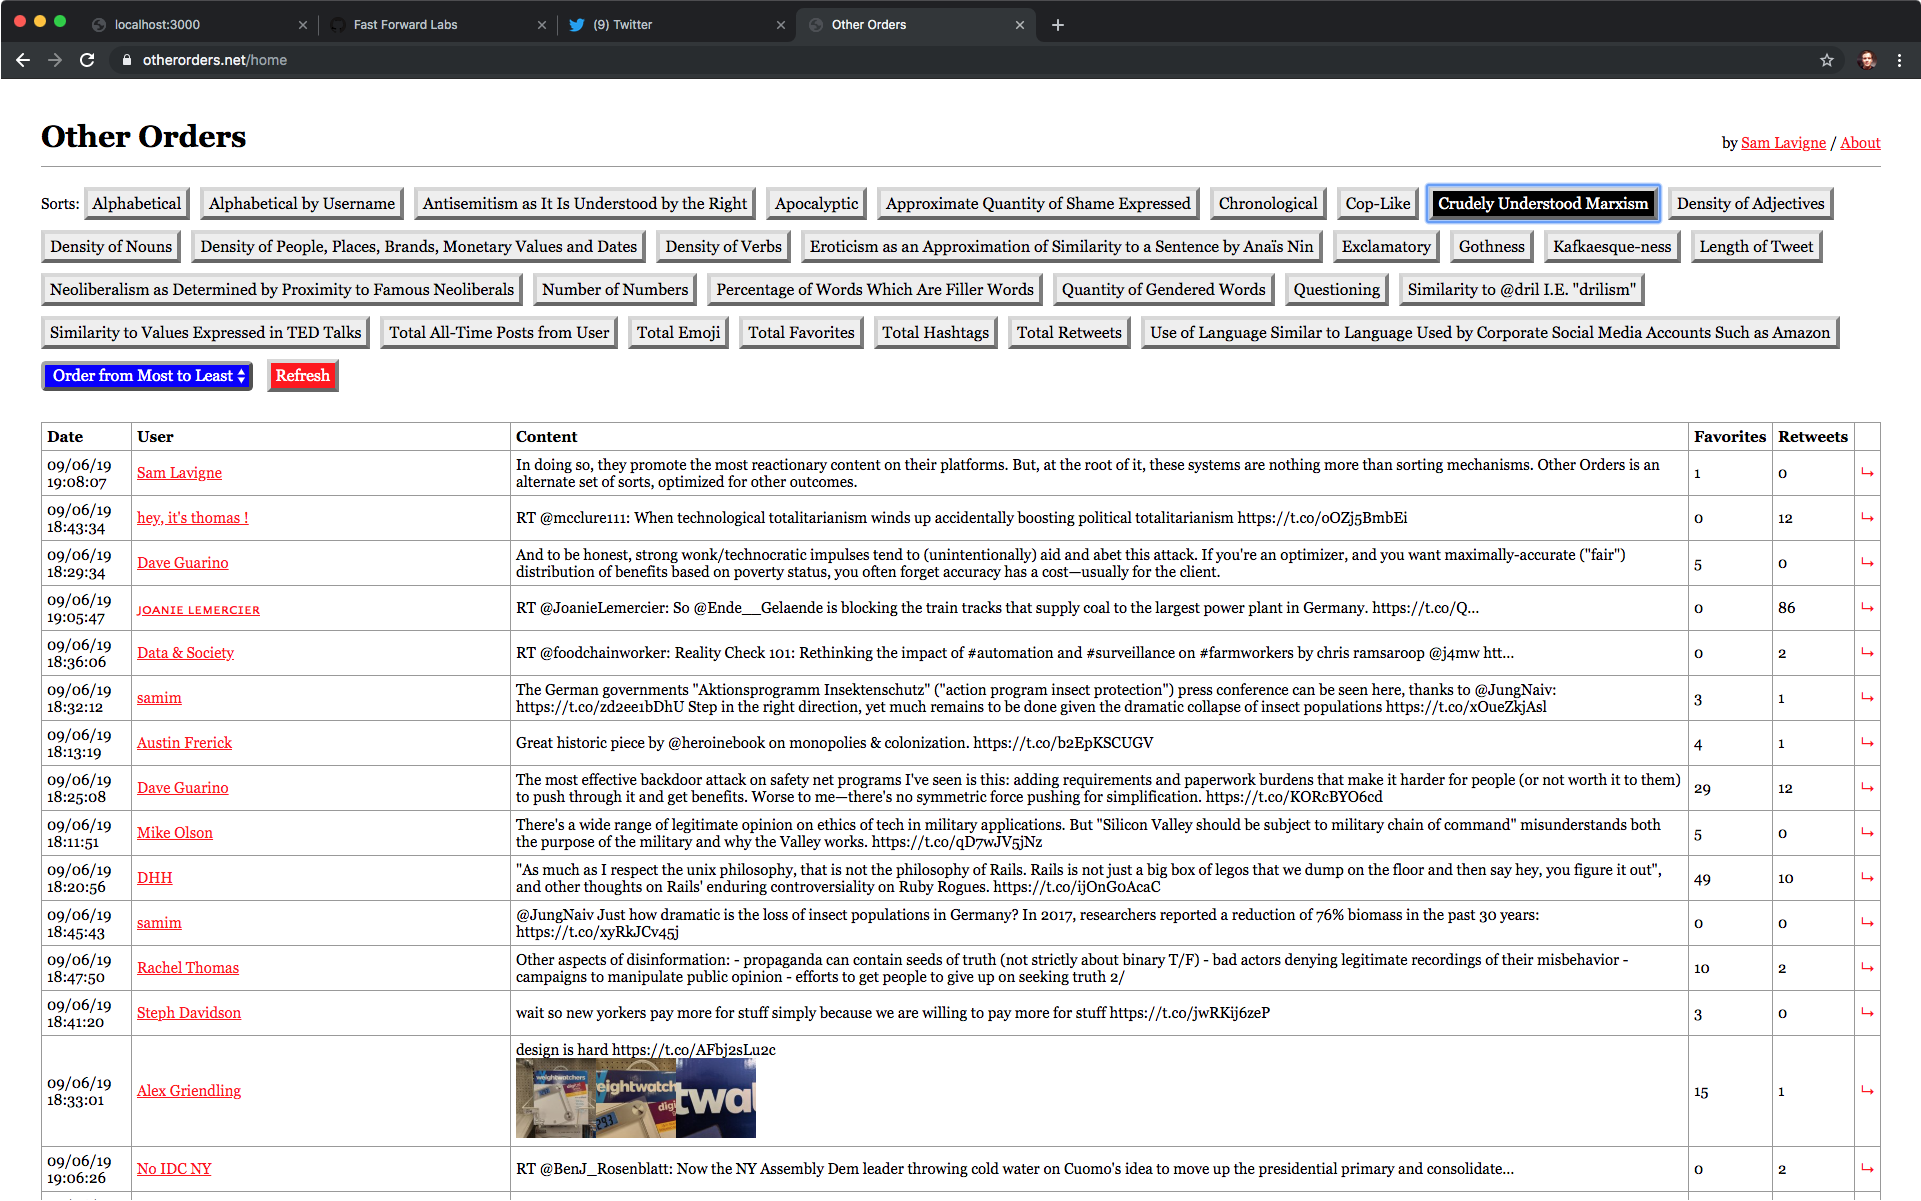 localhost:3000
Fast Forward Labs
(9) Twitter
Other Orders
otherorders.net/home
Other Orders
by Sam Lavigne / About
Sorts: Alphabetical Alphabetical by Username Antisemitism as It Is Understood by the Right Apocalyptic Approximate Quantity of Shame Expressed Chronological Cop-Like Crudely Understood Marxism Density of Adjectives
Density of Nouns Density of People, Places, Brands, Monetary Values and Dates Density of Verbs Eroticism as an Approximation of Similarity to a Sentence by Anaïs Nin Exclamatory Gothness Kafkaesque-ness Length of Tweet
Neoliberalism as Determined by Proximity to Famous Neoliberals Number of Numbers Percentage of Words Which Are Filler Words Quantity of Gendered Words Questioning Similarity to @dril I.E. "drilism"
Similarity to Values Expressed in TED Talks Total All-Time Posts from User Total Emoji Total Favorites Total Hashtags Total Retweets Use of Language Similar to Language Used by Corporate Social Media Accounts Such as Amazon
Order from Most to Least Refresh
Date User Content Favorites Retweets
09/06/19
19:08:07
Sam Lavigne
In doing so, they promote the most reactionary content on their platforms. But, at the root of it, these systems are nothing more than sorting mechanisms. Other Orders is an
alternate set of sorts, optimized for other outcomes.
1 0
09/06/19
18:43:34
hey, it's thomas !
RT @mcclure111: When technological totalitarianism winds up accidentally boosting political totalitarianism https://t.co/oOZj5BmbEi
0 12
09/06/19
18:29:34
Dave Guarino
And to be honest, strong wonk/technocratic impulses tend to (unintentionally) aid and abet this attack. If you're an optimizer, and you want maximally-accurate ("fair")
distribution of benefits based on poverty status, you often forget accuracy has a cost—usually for the client.
5 0
09/06/19
19:05:47
JOANIE LEMERCIER
RT @JoanieLemercier: So @Ende__Gelaende is blocking the train tracks that supply coal to the largest power plant in Germany. https://t.co/Q...
0 86
09/06/19
18:36:06
Data & Society
RT @foodchainworker: Reality Check 101: Rethinking the impact of #automation and #surveillance on #farmworkers by chris ramsaroop @j4mw htt...
0 2
09/06/19
18:32:12
samim
The German governments "Aktionsprogramm Insektenschutz" ("action program insect protection") press conference can be seen here, thanks to @JungNaiv:
https://t.co/zd2ee1bDhU Step in the right direction, yet much remains to be done given the dramatic collapse of insect populations https://t.co/xOueZkjAsl
3 1
09/06/19
18:13:19
Austin Frerick
Great historic piece by @heroinebook on monopolies & colonization. https://t.co/b2EpKSCUGV
4 1
09/06/19
18:25:08
Dave Guarino
The most effective backdoor attack on safety net programs I've seen is this: adding requirements and paperwork burdens that make it harder for people (or not worth it to them)
to push through it and get benefits. Worse to me—there's no symmetric force pushing for simplification. https://t.co/KORcBYO6cd
29 12
09/06/19
18:11:51
Mike Olson
There's a wide range of legitimate opinion on ethics of tech in military applications. But "Silicon Valley should be subject to military chain of command" misunderstands both
the purpose of the military and why the Valley works. https://t.co/qD7wJV5jNz
5 0
09/06/19
18:20:56
DHH
"As much as I respect the unix philosophy, that is not the philosophy of Rails. Rails is not just a big box of legos that we dump on the floor and then say hey, you figure it out",
and other thoughts on Rails' enduring controversiality on Ruby Rogues. https://t.co/ijOnG0AcaC
49 10
09/06/19
18:45:43
samim
@JungNaiv Just how dramatic is the loss of insect populations in Germany? In 2017, researchers reported a reduction of 76% biomass in the past 30 years:
https://t.co/xyRkJCv45j
0 0
09/06/19
18:47:50
Rachel Thomas
Other aspects of disinformation: - propaganda can contain seeds of truth (not strictly about binary T/F) - bad actors denying legitimate recordings of their misbehavior -
campaigns to manipulate public opinion - efforts to get people to give up on seeking truth 2/
10 2
09/06/19
18:41:20
Steph Davidson
wait so new yorkers pay more for stuff simply because we are willing to pay more for stuff https://t.co/jwRKij6zeP
3 0
09/06/19
18:33:01
Alex Griendling
design is hard https://t.co/AFbj2sLu2c
weightwatchers
eightwatch
digi
293
twa
15 1
09/06/19
19:06:26
No IDC NY
RT @BenJ_Rosenblatt: Now the NY Assembly Dem leader throwing cold water on Cuomo's idea to move up the presidential primary and consolidate...
0 2